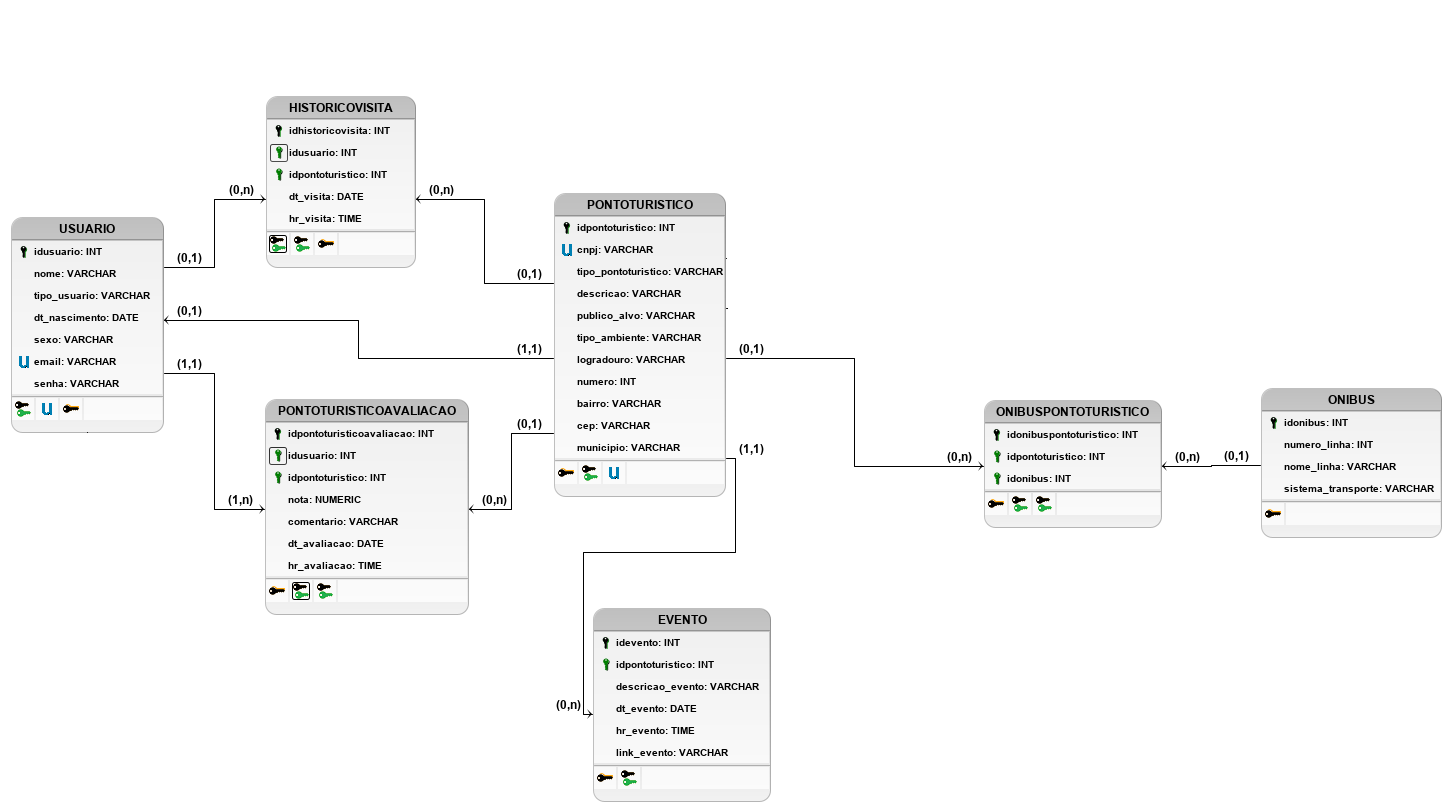 HISTORICOVISITA
idhistoricovisita: INT
idusuario: INT
idpontoturistico: INT
dt_visita: DATE
hr_visita: TIME
(0,n)
(0,n)
USUARIO
idusuario: INT
nome: VARCHAR
tipo_usuario: VARCHAR
dt_nascimento: DATE
sexo: VARCHAR
u email: VARCHAR
senha: VARCHAR
u
(0,1)
(0,1)
(1,1)
PONTOTURISTICO
idpontoturistico: INT
u cnpj: VARCHAR
tipo_pontoturistico: VARCHAR
descricao: VARCHAR
publico_alvo: VARCHAR
tipo_ambiente: VARCHAR
logradouro: VARCHAR
numero: INT
bairro: VARCHAR
cep: VARCHAR
municipio: VARCHAR
u
(0,1)
(1,1)
(0,1)
(0,1)
(1,1)
PONTOTURISTICOAVALIACAO
idpontoturisticoavaliacao: INT
idusuario: INT
idpontoturistico: INT
nota: NUMERIC
comentario: VARCHAR
dt_avaliacao: DATE
hr_avaliacao: TIME
(1,n)
(0,n)
ONIBUSPONTOTURISTICO
idonibuspontoturistico: INT
idpontoturistico: INT
idonibus: INT
(0,n)
(0,n)
(0,1)
ONIBUS
idonibus: INT
numero_linha: INT
nome_linha: VARCHAR
sistema_transporte: VARCHAR
EVENTO
idevento: INT
idpontoturistico: INT
descricao_evento: VARCHAR
dt_evento: DATE
hr_evento: TIME
link_evento: VARCHAR
(0,n)